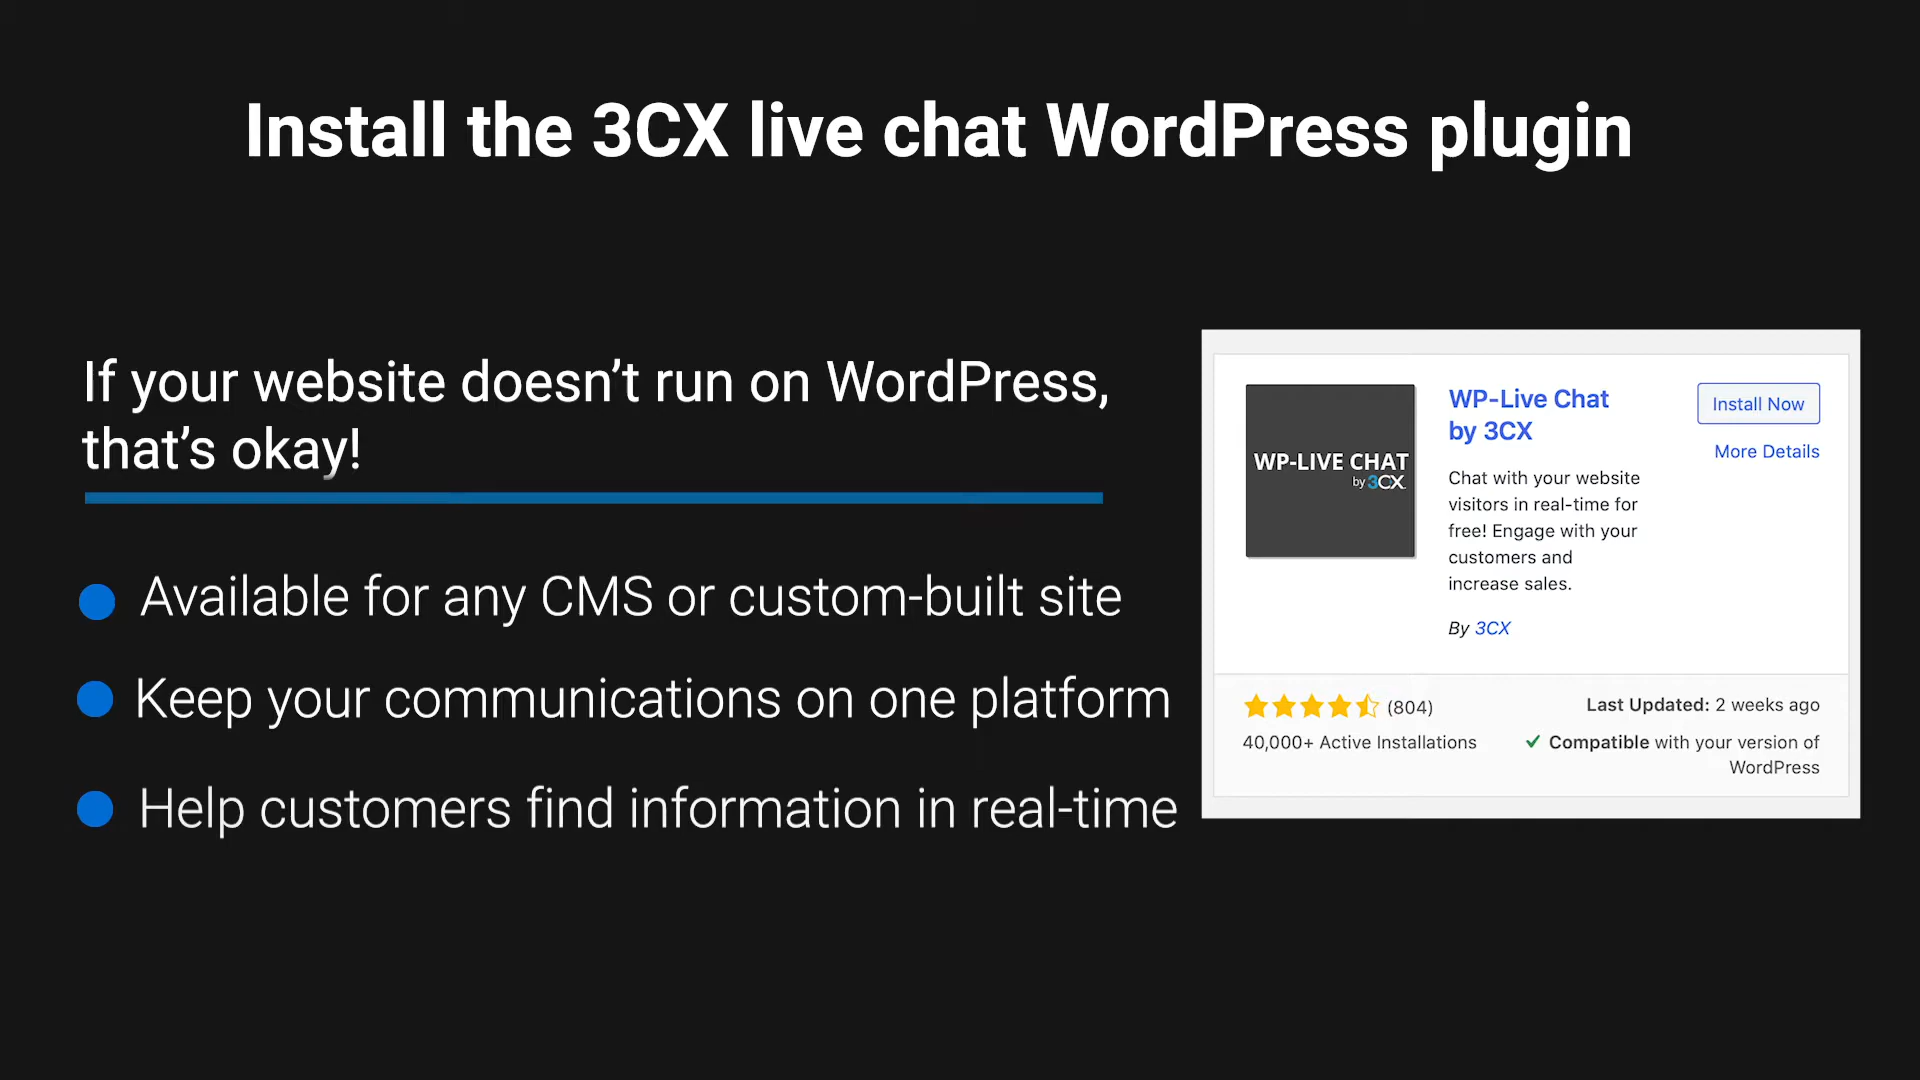 Install the 3CX live chat WordPress plugin
If your website doesn’t run on WordPress,
that’s okay!
Available for any CMS or custom-built site
Keep your communications on one platform
Help customers find information in real-time
WP-LIVE CHAT
by 3CX
WP-Live Chat
by 3CX
Install Now
More Details
Chat with your website
visitors in real-time for
free! Engage with your
customers and
increase sales.
By 3CX
(804)
Last Updated: 2 weeks ago
40,000+ Active Installations
Compatible with your version of
WordPress